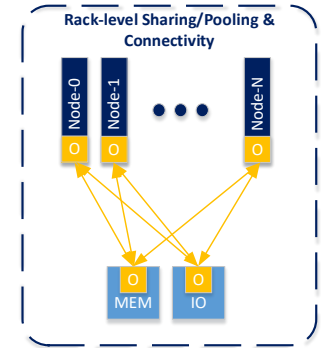 Rack-level Sharing/Pooling &
Connectivity
Node-0
Node-1
Node-N
O
O
O
O
O
MEM
IO